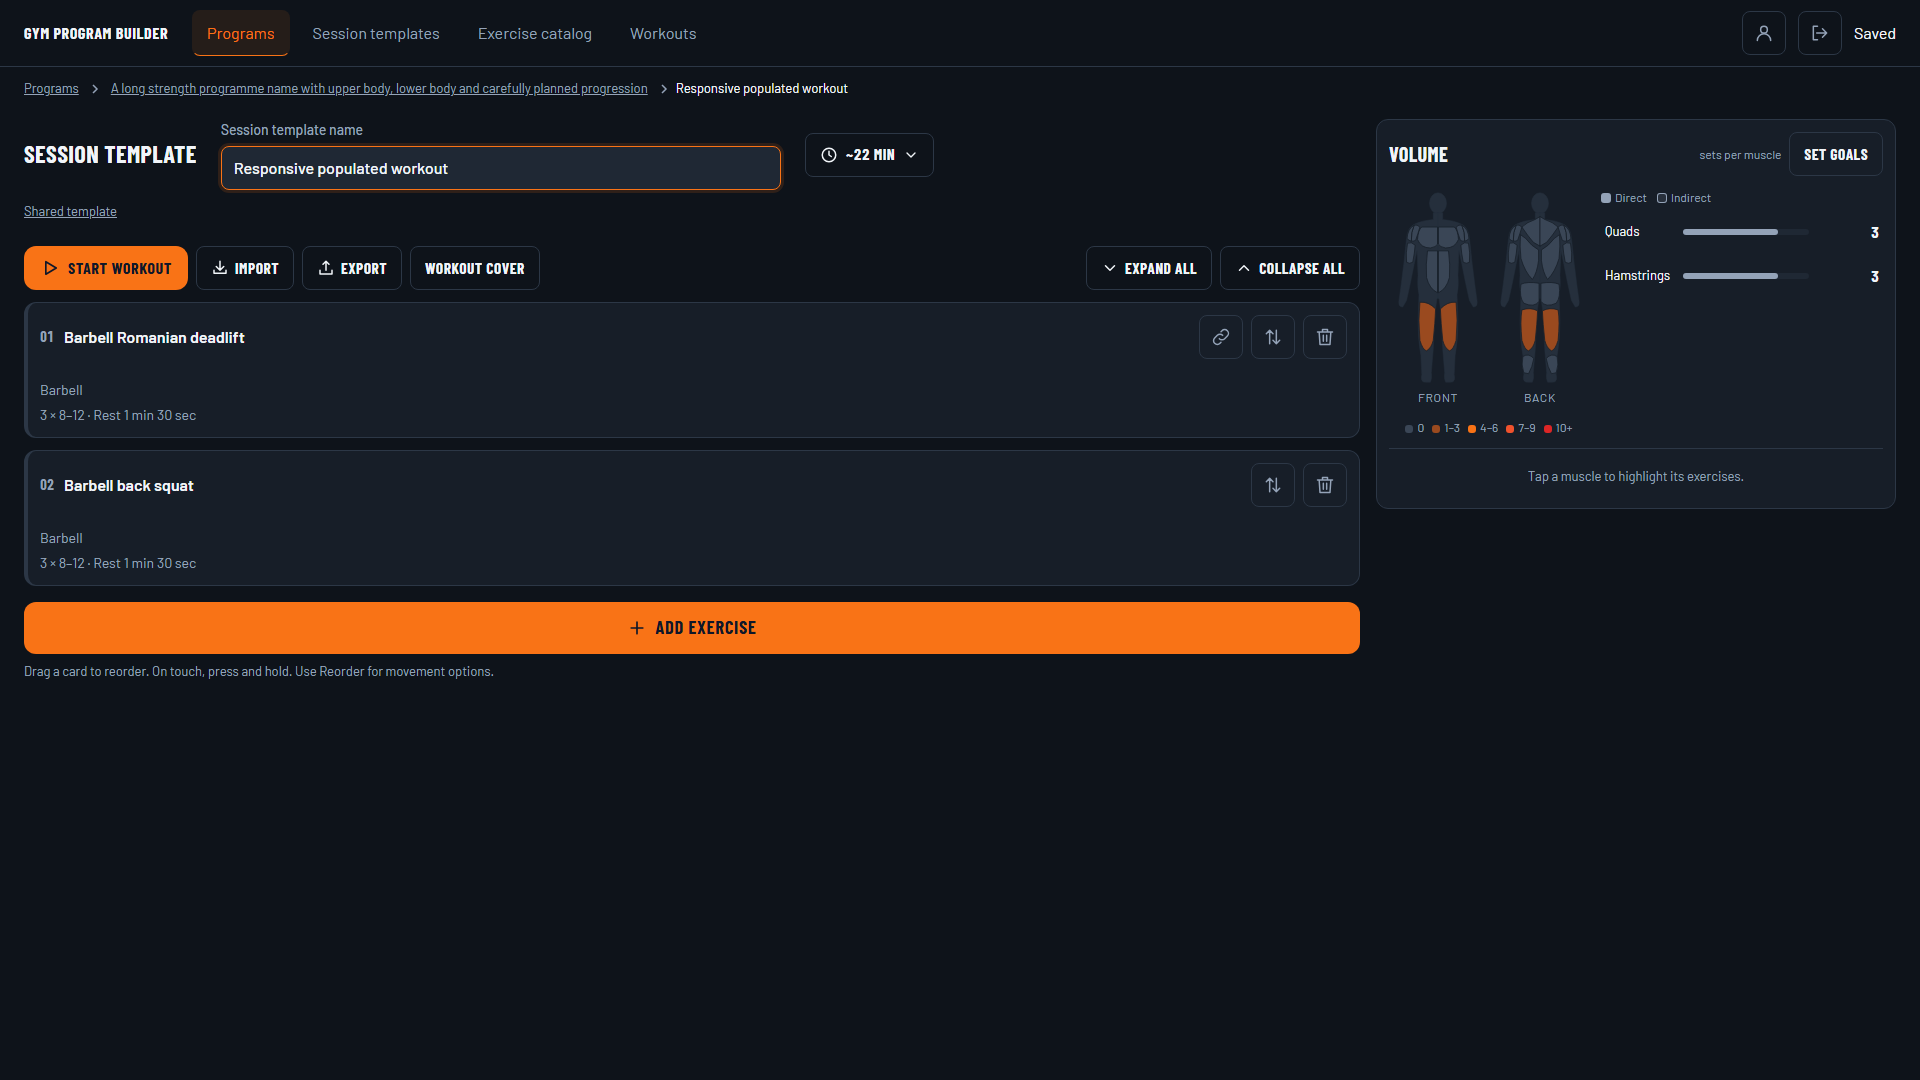 GYM PROGRAM BUILDER
Programs
Session templates
Exercise catalog
Workouts
Saved
Programs > A long strength programme name with upper body, lower body and carefully planned progression > Responsive populated workout
SESSION TEMPLATE
Session template name
Responsive populated workout
~22 MIN
Shared template
START WORKOUT
IMPORT
EXPORT
WORKOUT COVER
EXPAND ALL
COLLAPSE ALL
01 Barbell Romanian deadlift
Barbell
3 × 8–12 · Rest 1 min 30 sec
02 Barbell back squat
Barbell
3 × 8–12 · Rest 1 min 30 sec
+ ADD EXERCISE
Drag a card to reorder. On touch, press and hold. Use Reorder for movement options.
VOLUME
sets per muscle
SET GOALS
Direct
Indirect
Quads 3
Hamstrings 3
FRONT
BACK
0 1–3 4–6 7–9 10+
Tap a muscle to highlight its exercises.